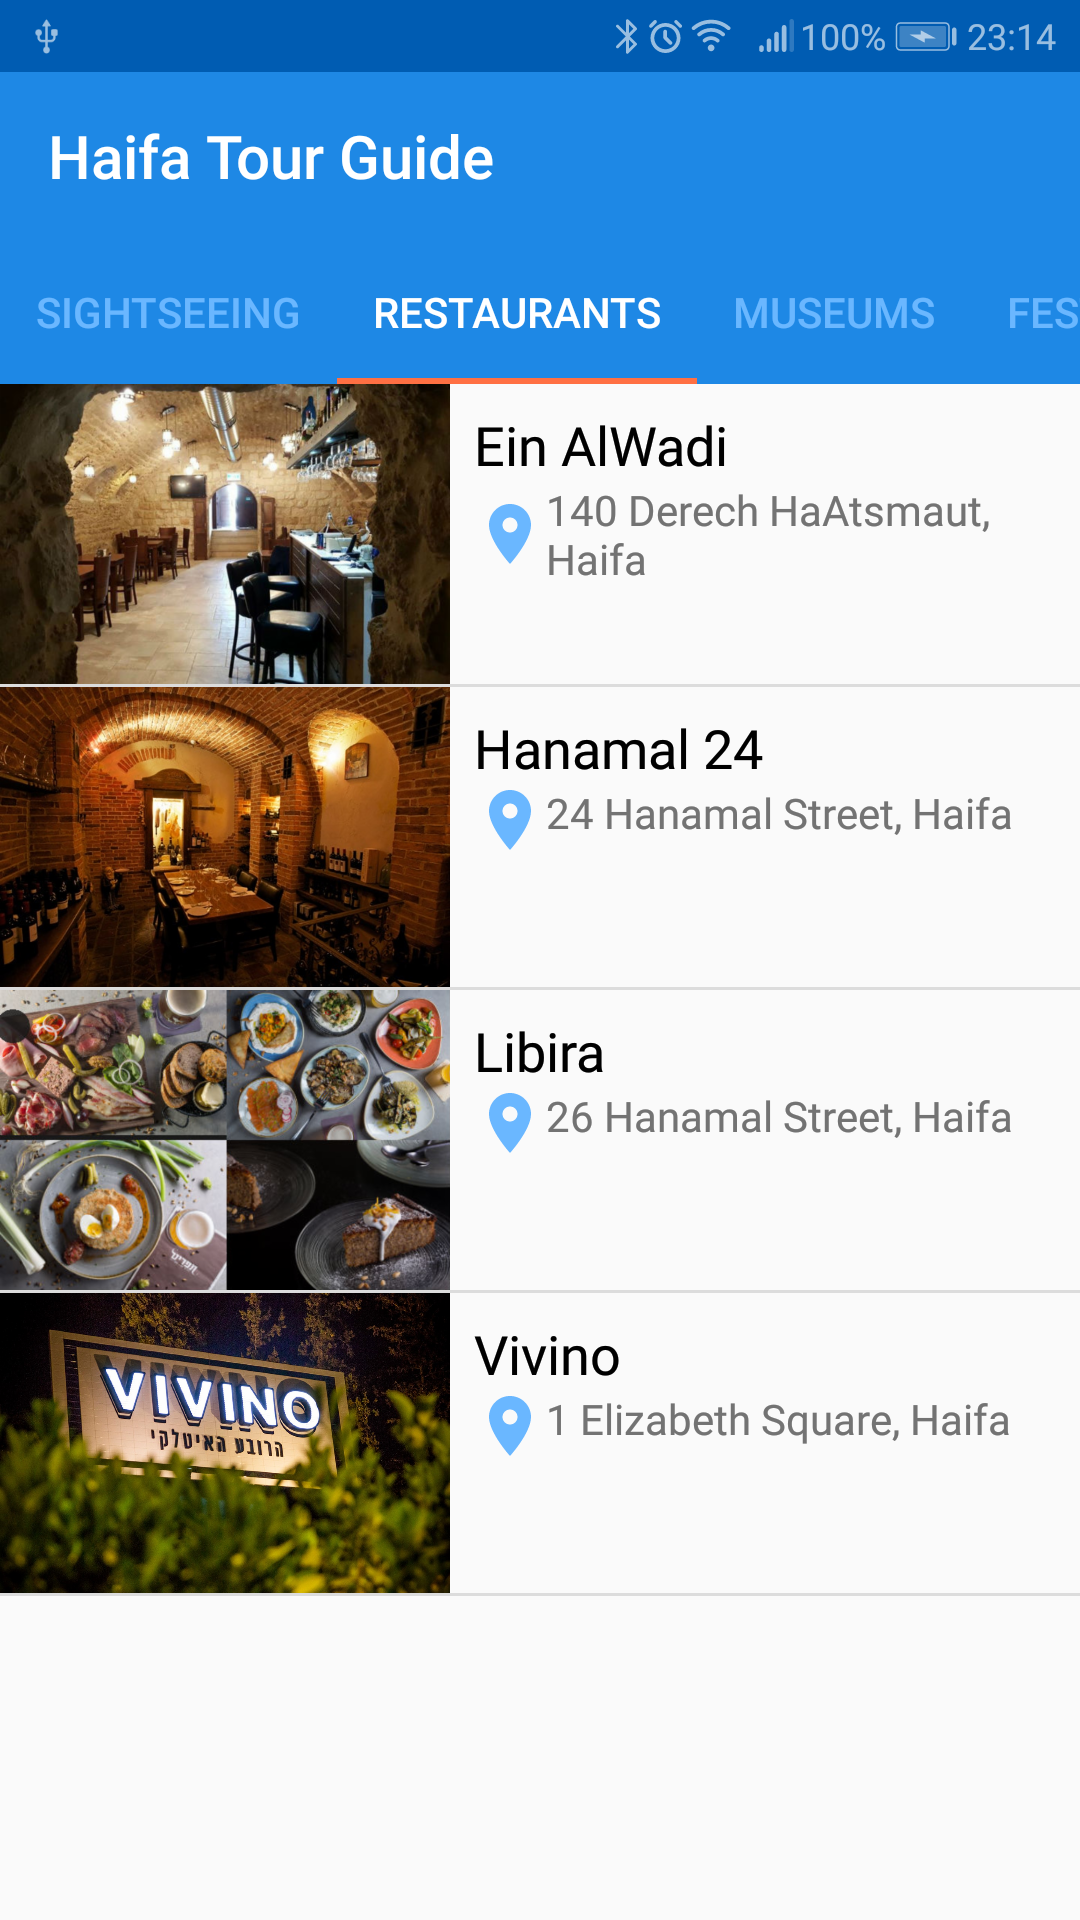 100% 23:14
Haifa Tour Guide
SIGHTSEEING RESTAURANTS MUSEUMS FES
Ein AlWadi
140 Derech HaAtsmaut,
Haifa
Hanamal 24
24 Hanamal Street, Haifa
Libira
26 Hanamal Street, Haifa
VIVINO
הרובע האיטלקי
Vivino
1 Elizabeth Square, Haifa